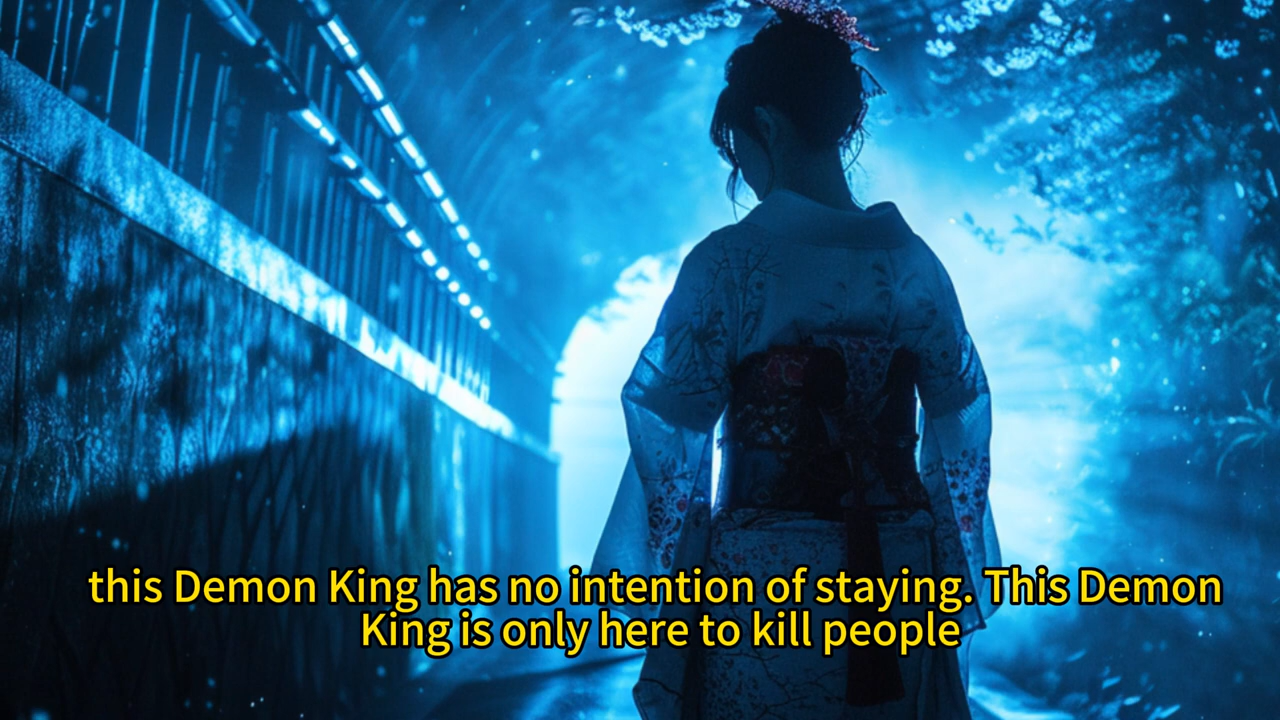 this Demon King has no intention of staying. This Demon
King is only here to kill people